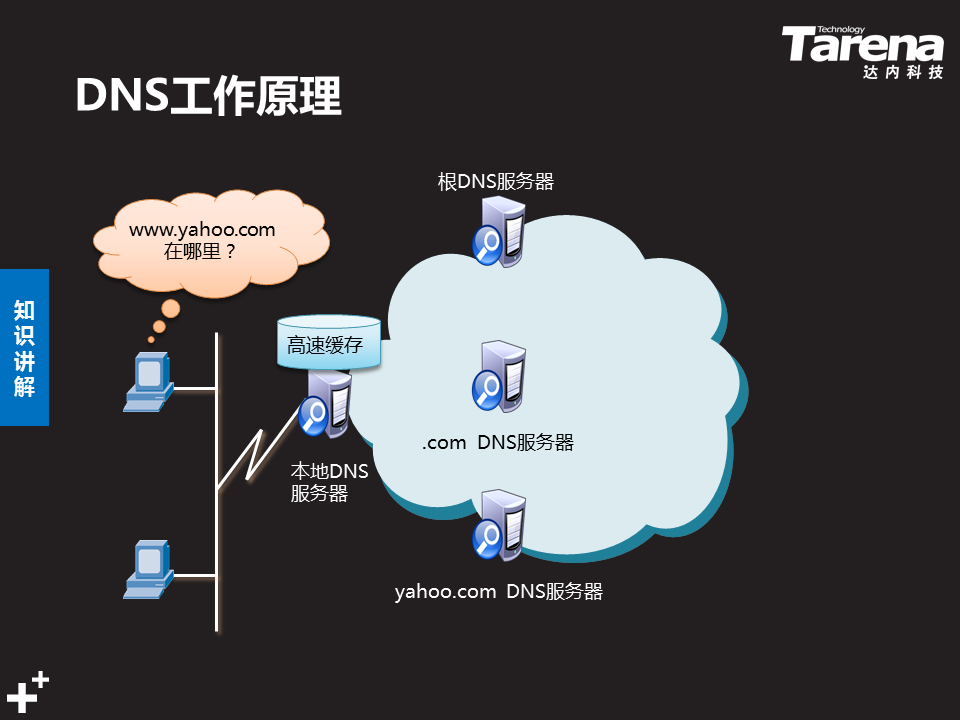 Technology
Tarena
达内科技
DNS工作原理
根DNS服务器
www.yahoo.com
在哪里？
知
识
讲
解
高速缓存
.com DNS服务器
本地DNS
服务器
yahoo.com DNS服务器